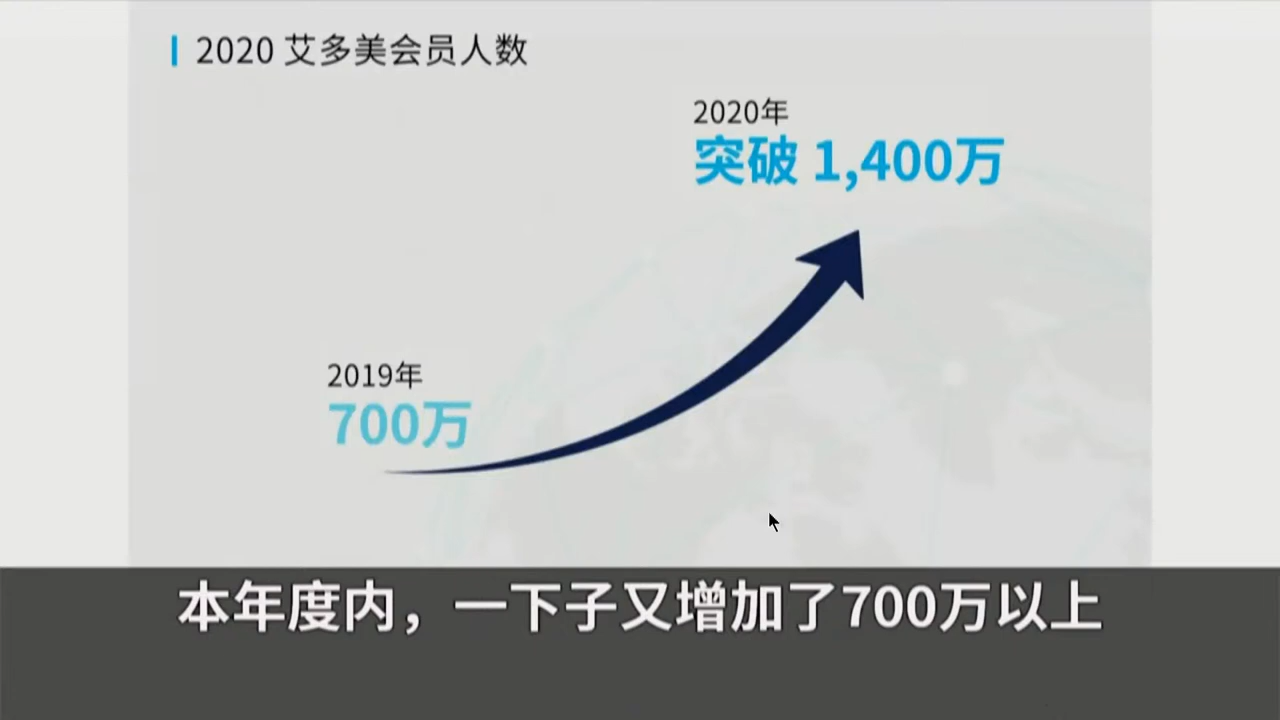 2020 艾多美会员人数
2020年
突破 1,400万
2019年
700万
本年度内，一下子又增加了700万以上